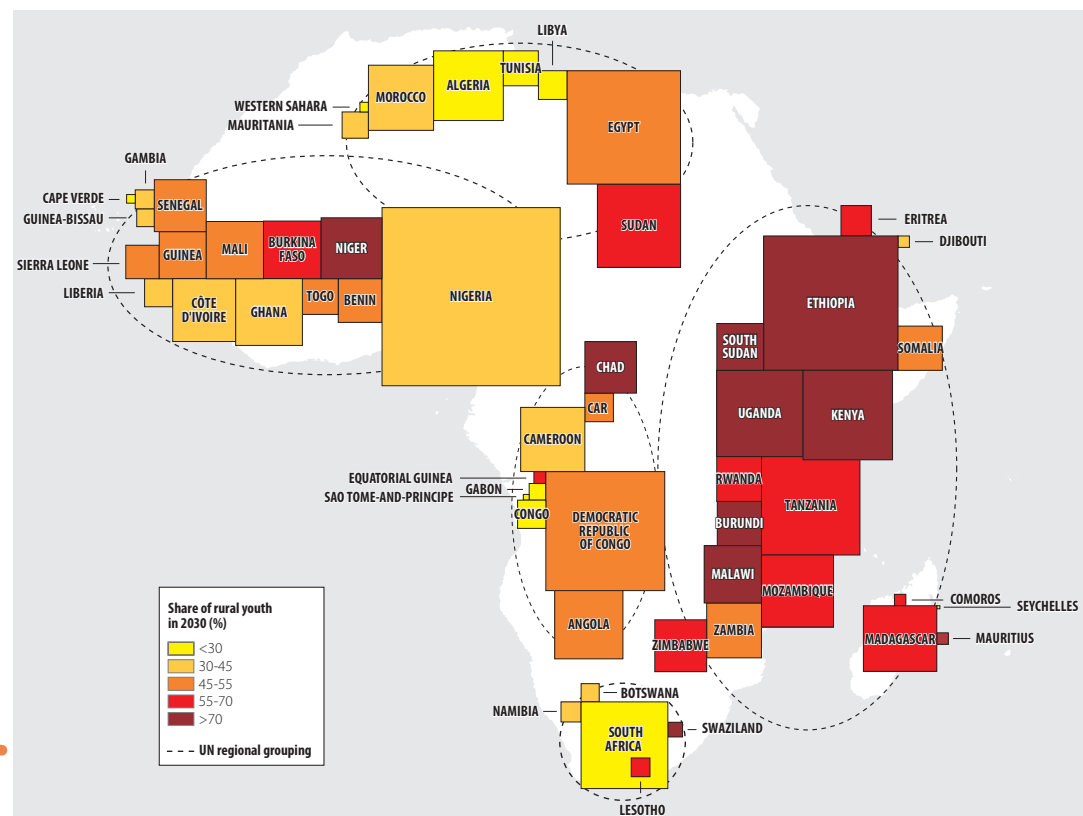 LIBYA
TUNISIA
ALGERIA
MOROCCO
WESTERN SAHARA
MAURITANIA
EGYPT
SUDAN
GAMBIA
CAPE VERDE
SENEGAL
GUINEA-BISSAU
GUINEA
MALI
BURKINA
FASO
NIGER
SIERRA LEONE
LIBERIA
CÔTE
D'IVOIRE
GHANA
TOGO
BENIN
NIGERIA
ERITREA
DJIBOUTI
ETHIOPIA
SOUTH
SUDAN
SOMALIA
UGANDA
KENYA
CHAD
CAR
CAMEROON
EQUATORIAL GUINEA
GABON
SAO TOME-AND-PRINCIPE
CONGO
DEMOCRATIC
REPUBLIC
OF CONGO
ANGOLA
RWANDA
TANZANIA
BURUNDI
MALAWI
MOZAMBIQUE
ZIMBABWE
ZAMBIA
COMOROS
SEYCHELLES
MADAGASCAR
MAURITIUS
BOTSWANA
NAMIBIA
SOUTH
AFRICA
SWAZILAND
LESOTHO
Share of rural youth
in 2030 (%)
<30
30-45
45-55
55-70
>70
UN regional grouping